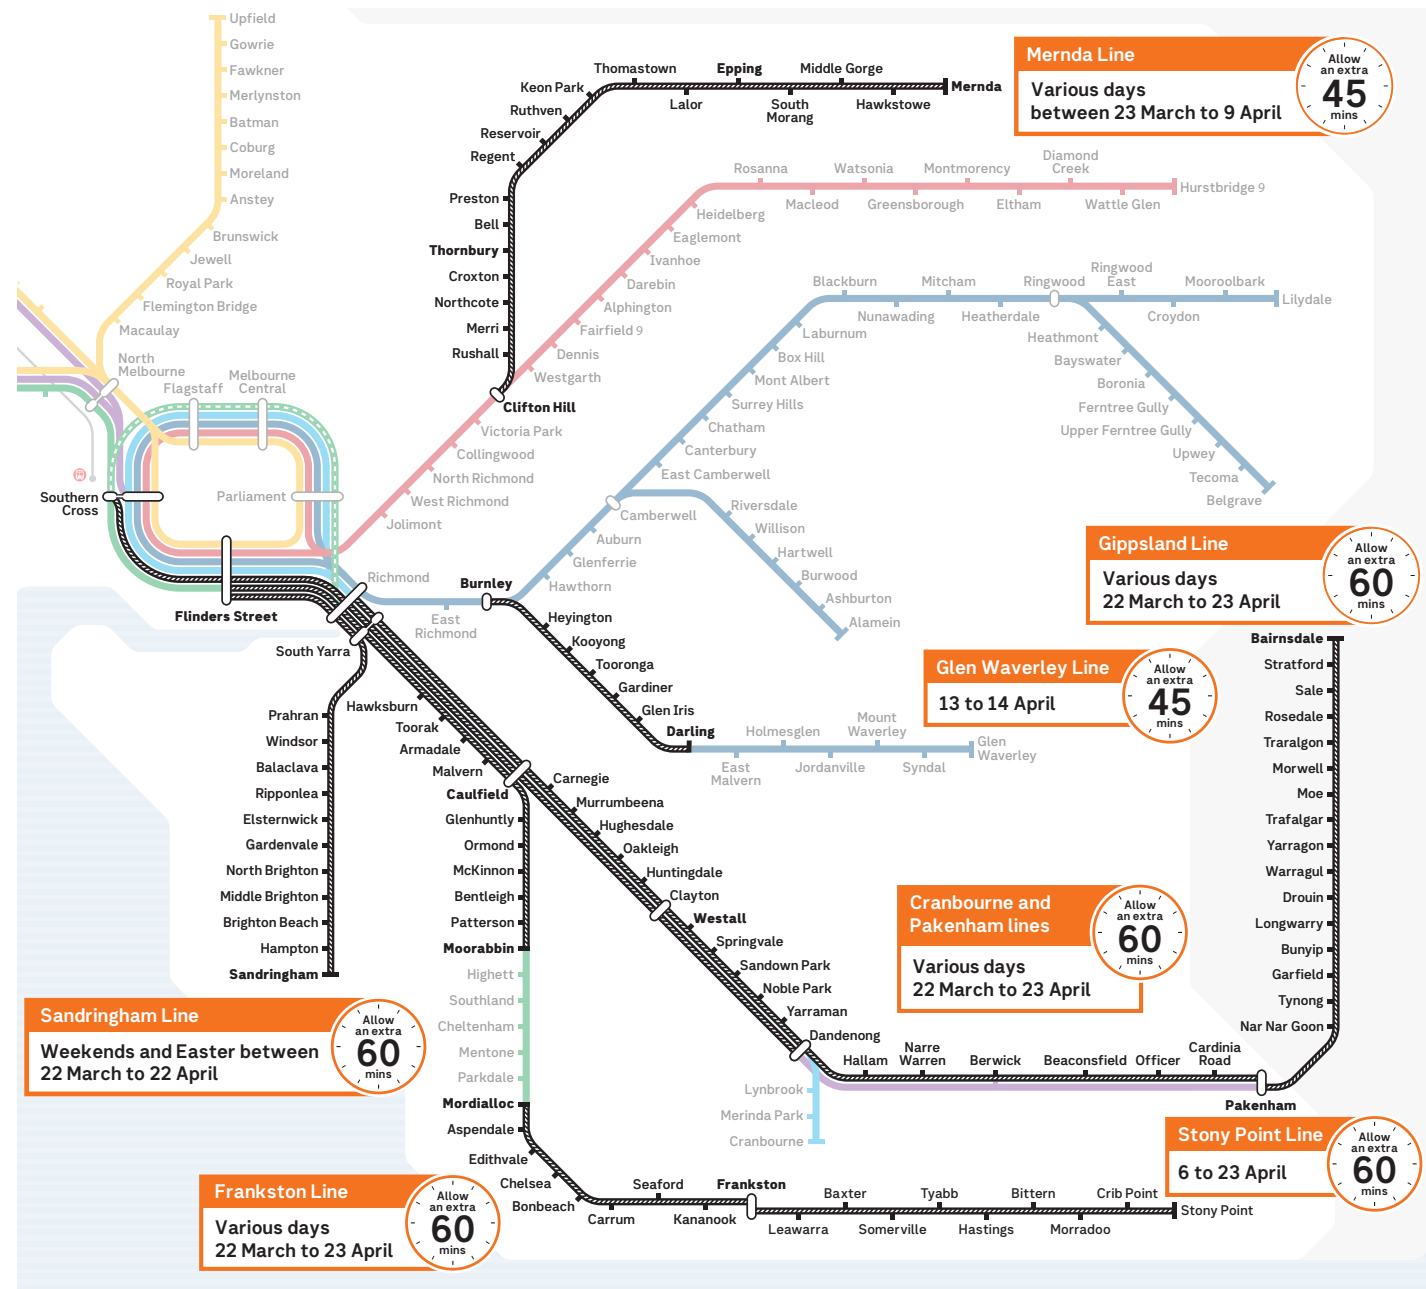 Upfield
Gowrie
Fawkner
Merlynston
Batman
Coburg
Moreland
Anstey
Brunswick
Jewell
Royal Park
Flemington Bridge
Macaulay
North
Melbourne
Flagstaff
Melbourne
Central
Parliament
Southern
Cross
Flinders Street
Richmond
South Yarra
Mernda
Hawkstowe
Middle Gorge
South
Morang
Epping
Lalor
Thomastown
Keon Park
Ruthven
Reservoir
Regent
Preston
Bell
Thornbury
Croxton
Northcote
Merri
Rushall
Clifton Hill
Mernda Line
Various days
between 23 March to 9 April
Allow
an extra
45
mins
Hurstbridge 9
Wattle Glen
Diamond
Creek
Eltham
Montmorency
Greensborough
Watsonia
Macleod
Rosanna
Heidelberg
Eaglemont
Ivanhoe
Darebin
Alphington
Fairfield 9
Dennis
Westgarth
Victoria Park
Collingwood
North Richmond
West Richmond
Jolimont
Lilydale
Mooroolbark
Croydon
Ringwood
East
Ringwood
Heatherdale
Mitcham
Nunawading
Blackburn
Laburnum
Box Hill
Mont Albert
Surrey Hills
Chatham
Canterbury
East Camberwell
Camberwell
Auburn
Glenferrie
Hawthorn
Burnley
East
Richmond
Heathmont
Bayswater
Boronia
Ferntree Gully
Upper Ferntree Gully
Upwey
Tecoma
Belgrave
Riversdale
Willison
Hartwell
Burwood
Ashburton
Alamein
Heyington
Kooyong
Tooronga
Gardiner
Glen Iris
Darling
East
Malvern
Holmesglen
Jordanville
Mount
Waverley
Syndal
Glen
Waverley
Glen Waverley Line
13 to 14 April
Allow
an extra
45
mins
Gippsland Line
Various days
22 March to 23 April
Allow
an extra
60
mins
Bairnsdale
Stratford
Sale
Rosedale
Traralgon
Morwell
Moe
Trafalgar
Yarragon
Warragul
Drouin
Longwarry
Bunyip
Garfield
Tynong
Nar Nar Goon
Prahran
Windsor
Balaclava
Ripponlea
Elsternwick
Gardenvale
North Brighton
Middle Brighton
Brighton Beach
Hampton
Sandringham
Sandringham Line
Weekends and Easter between
22 March to 22 April
Allow
an extra
60
mins
Hawksburn
Toorak
Armadale
Malvern
Caulfield
Glenhuntly
Ormond
McKinnon
Bentleigh
Patterson
Moorabbin
Highett
Southland
Cheltenham
Mentone
Parkdale
Mordialloc
Aspendale
Edithvale
Chelsea
Bonbeach
Carrum
Seaford
Kananook
Frankston
Frankston Line
Various days
22 March to 23 April
Allow
an extra
60
mins
Carnegie
Murrumbeena
Hughesdale
Oakleigh
Huntingdale
Clayton
Westall
Springvale
Sandown Park
Noble Park
Yarraman
Dandenong
Lynbrook
Merinda Park
Cranbourne
Hallam
Narre
Warren
Berwick
Beaconsfield
Officer
Cardinia
Road
Pakenham
Cranbourne and
Pakenham lines
Various days
22 March to 23 April
Allow
an extra
60
mins
Leawarra
Baxter
Somerville
Tyabb
Hastings
Bittern
Morradoo
Crib Point
Stony Point
Stony Point Line
6 to 23 April
Allow
an extra
60
mins